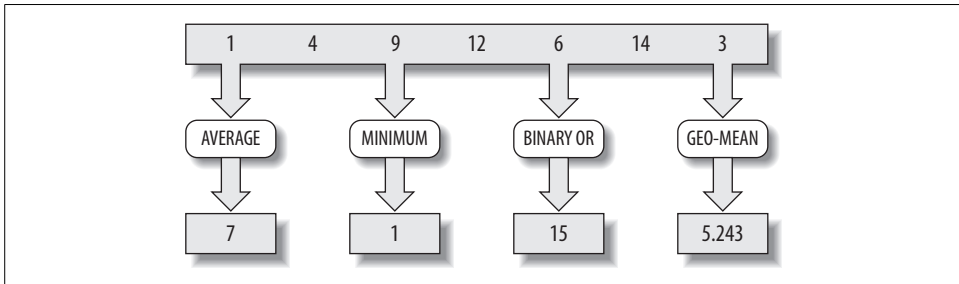 1 4 9 12 6 14 3
AVERAGE MINIMUM BINARY OR GEO-MEAN
7 1 15 5.243